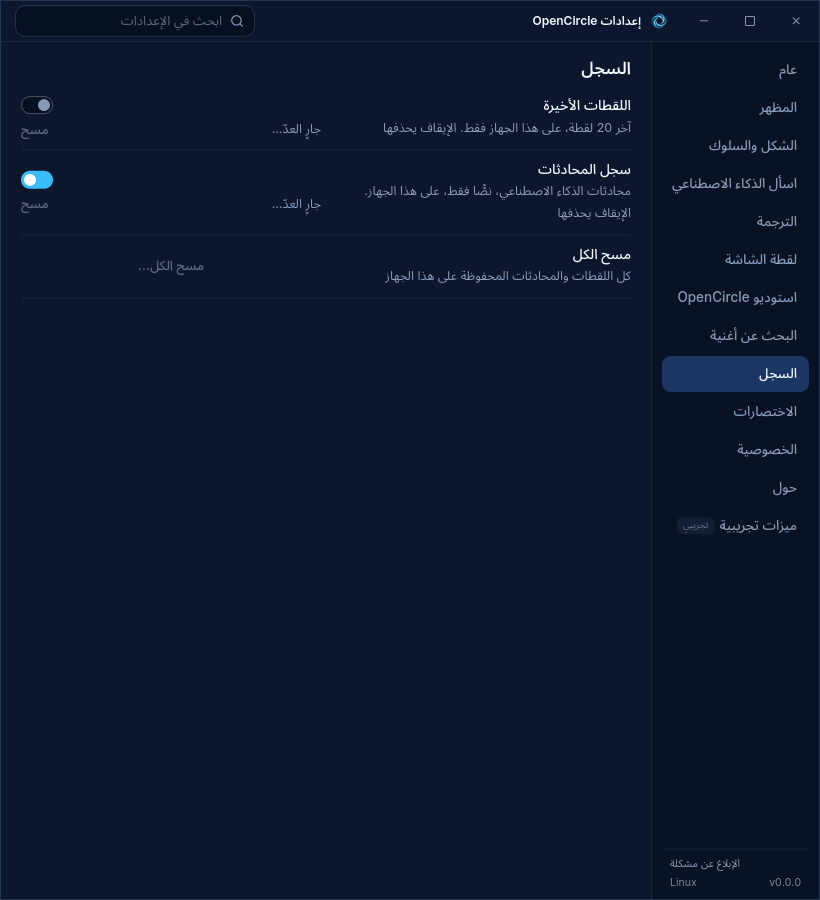 إعدادات OpenCircle
ابحث في الإعدادات
عام
المظهر
الشكل والسلوك
اسأل الذكاء الاصطناعي
الترجمة
لقطة الشاشة
استوديو OpenCircle
البحث عن أغنية
السجل
الاختصارات
الخصوصية
حول
ميزات تجريبية تجريبي
الإبلاغ عن مشكلة
v0.0.0 Linux
السجل
اللقطات الأخيرة
آخر 20 لقطة، على هذا الجهاز فقط. الإيقاف يحذفها
جارٍ العدّ...
مسح
سجل المحادثات
محادثات الذكاء الاصطناعي، نصًّا فقط، على هذا الجهاز.
الإيقاف يحذفها
جارٍ العدّ...
مسح
مسح الكل
كل اللقطات والمحادثات المحفوظة على هذا الجهاز
مسح الكل...